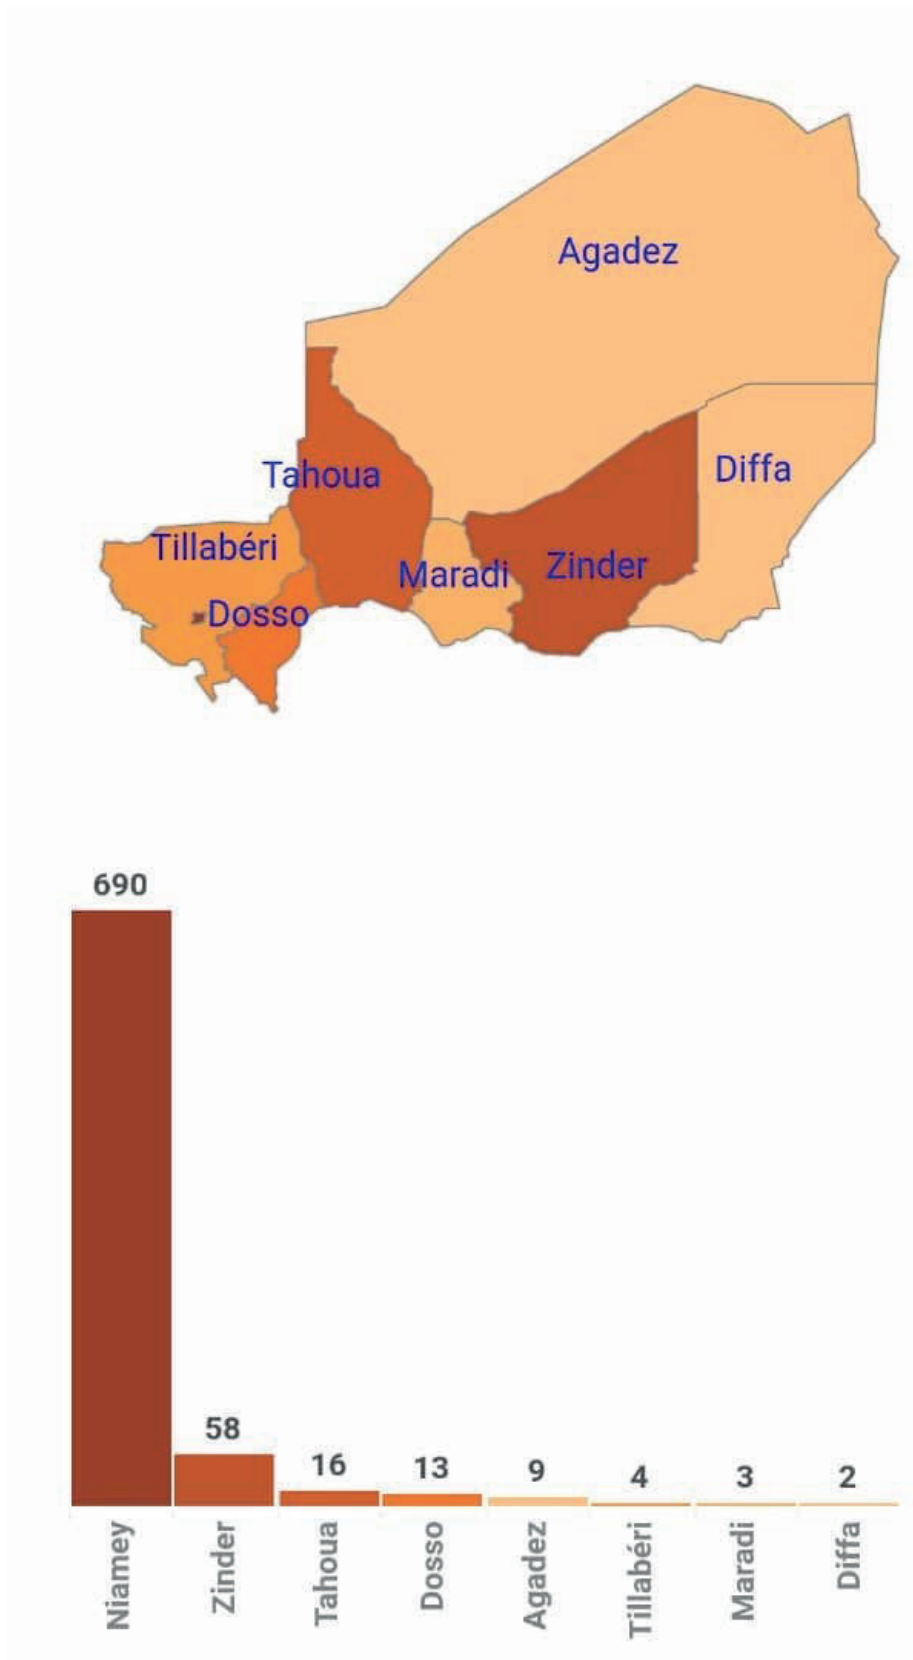 Agadez
Diffa
Tahoua
Tillabéri
Zinder
Maradi
Dosso
690
58
16
13
9
4
3
2
Niamey
Zinder
Tahoua
Dosso
Agadez
Tillabéri
Maradi
Diffa